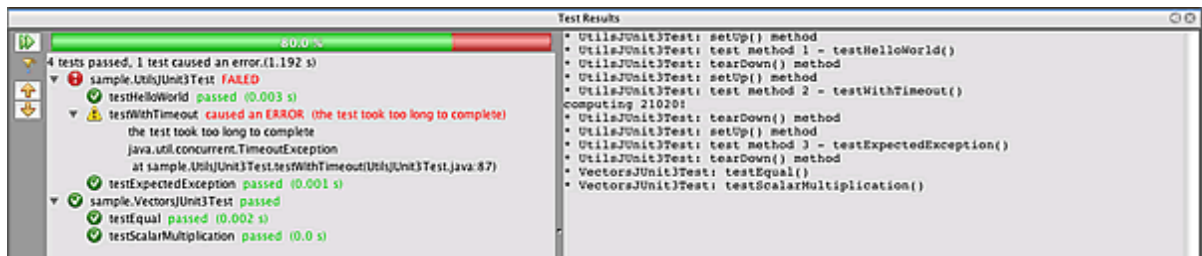 Test Results
80.0 %
4 tests passed, 1 test caused an error.(1.192 s)
sample.UtilsJUnit3Test FAILED
testHelloWorld passed (0.003 s)
testWithTimeout caused an ERROR (the test took too long to complete)
the test took too long to complete
java.util.concurrent.TimeoutException
at sample.UtilsJUnit3Test.testWithTimeout(UtilsJUnit3Test.java:87)
testExpectedException passed (0.001 s)
sample.VectorsJUnit3Test passed
testEqual passed (0.002 s)
testScalarMultiplication passed (0.0 s)
* UtilsJUnit3Test: setUp() method
* UtilsJUnit3Test: test method 1 - testHelloWorld()
* UtilsJUnit3Test: tearDown() method
* UtilsJUnit3Test: setUp() method
* UtilsJUnit3Test: test method 2 - testWithTimeout()
computing 21020!
* UtilsJUnit3Test: tearDown() method
* UtilsJUnit3Test: setUp() method
* UtilsJUnit3Test: test method 3 - testExpectedException()
* UtilsJUnit3Test: tearDown() method
* VectorsJUnit3Test: testEqual()
* VectorsJUnit3Test: testScalarMultiplication()